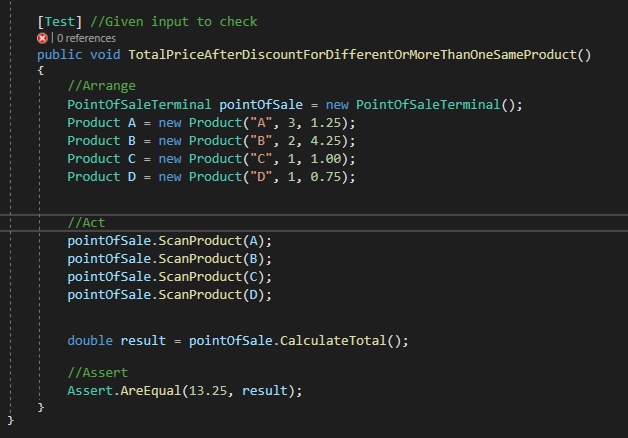 [Test] //Given input to check
| 0 references
public void TotalPriceAfterDiscountForDifferentOrMoreThanOneSameProduct()
{
//Arrange
PointOfSaleTerminal pointOfSale = new PointOfSaleTerminal();
Product A = new Product("A", 3, 1.25);
Product B = new Product("B", 2, 4.25);
Product C = new Product("C", 1, 1.00);
Product D = new Product("D", 1, 0.75);
//Act
pointOfSale.ScanProduct(A);
pointOfSale.ScanProduct(B);
pointOfSale.ScanProduct(C);
pointOfSale.ScanProduct(D);
double result = pointOfSale.CalculateTotal();
//Assert
Assert.AreEqual(13.25, result);
}
}